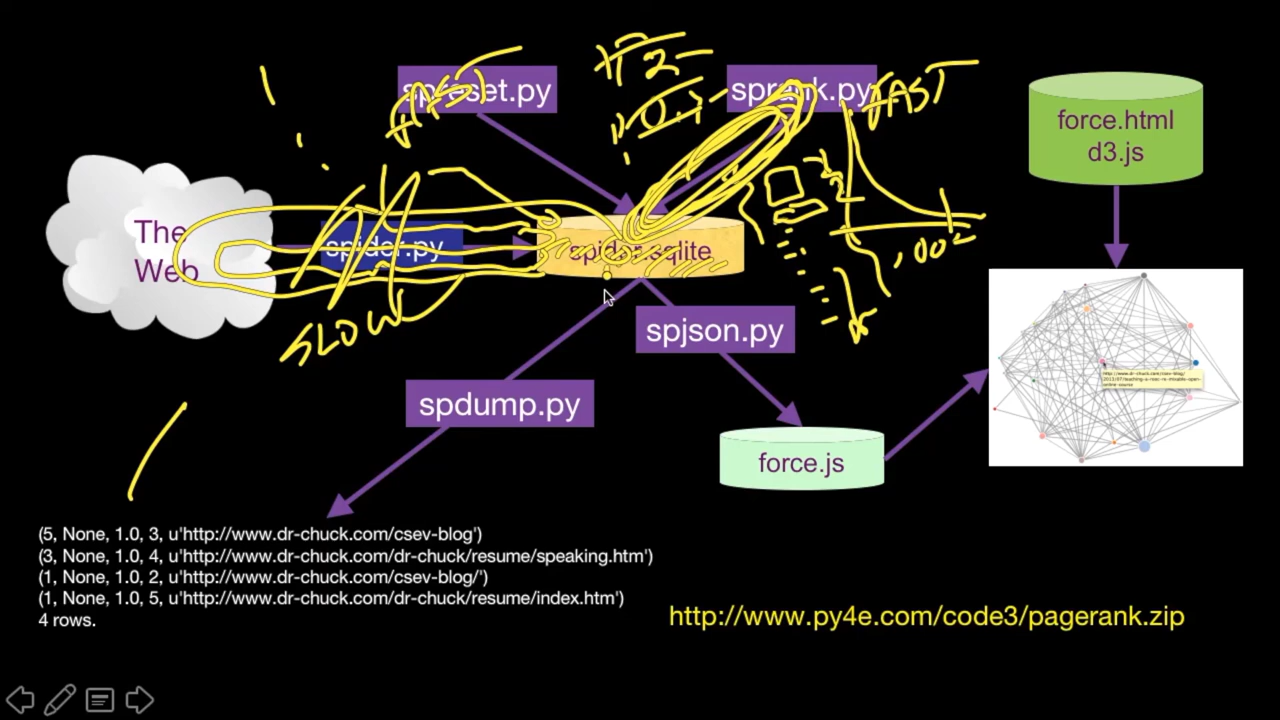 spreset.py
sprank.py
FAST
FAST
force.html
d3.js
The
Web
spider.py
spider.sqlite
.002
SLOW
spjson.py
spdump.py
force.js
(5, None, 1.0, 3, u'http://www.dr-chuck.com/csev-blog')
(3, None, 1.0, 4, u'http://www.dr-chuck.com/dr-chuck/resume/speaking.htm')
(1, None, 1.0, 2, u'http://www.dr-chuck.com/csev-blog/')
(1, None, 1.0, 5, u'http://www.dr-chuck.com/dr-chuck/resume/index.htm')
4 rows.
http://www.py4e.com/code3/pagerank.zip